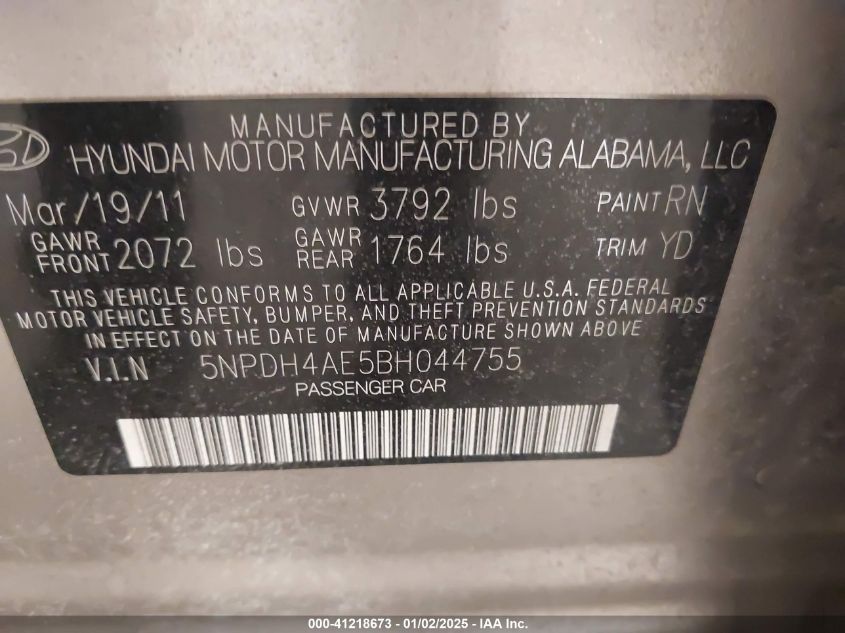 MANUFACTURED BY
HYUNDAI MOTOR MANUFACTURING ALABAMA, LLC
Mar/19/11 GVWR 3792 lbs PAINT RN
GAWR FRONT 2072 lbs GAWR REAR 1764 lbs TRIM YD
THIS VEHICLE CONFORMS TO ALL APPLICABLE U.S.A. FEDERAL
MOTOR VEHICLE SAFETY, BUMPER, AND THEFT PREVENTION STANDARDS
IN EFFECT ON THE DATE OF MANUFACTURE SHOWN ABOVE
V.I.N 5NPDH4AE5BH044755
PASSENGER CAR
000-41218673 - 01/02/2025 - IAA Inc.